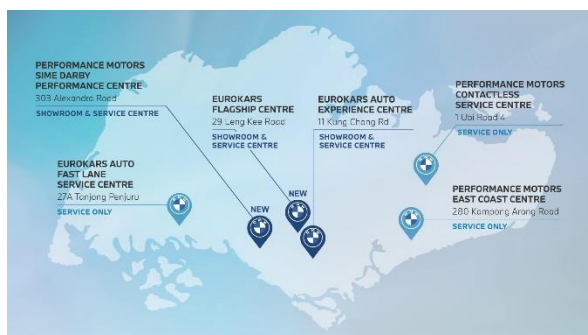 PERFORMANCE MOTORS
SIME DARBY
PERFORMANCE CENTRE
303 Alexandra Road
SHOWROOM & SERVICE CENTRE
EUROKARS
FLAGSHIP CENTRE
29 Leng Kee Road
SHOWROOM &
SERVICE CENTRE
EUROKARS AUTO
EXPERIENCE CENTRE
11 Kung Chong Rd
SHOWROOM &
SERVICE CENTRE
PERFORMANCE MOTORS
CONTACTLESS
SERVICE CENTRE
1 Ubi Road 4
SERVICE ONLY
EUROKARS AUTO
FAST LANE
SERVICE CENTRE
27A Tanjong Penjuru
SERVICE ONLY
NEW
NEW
PERFORMANCE MOTORS
EAST COAST CENTRE
280 Kampong Arang Road
SERVICE ONLY